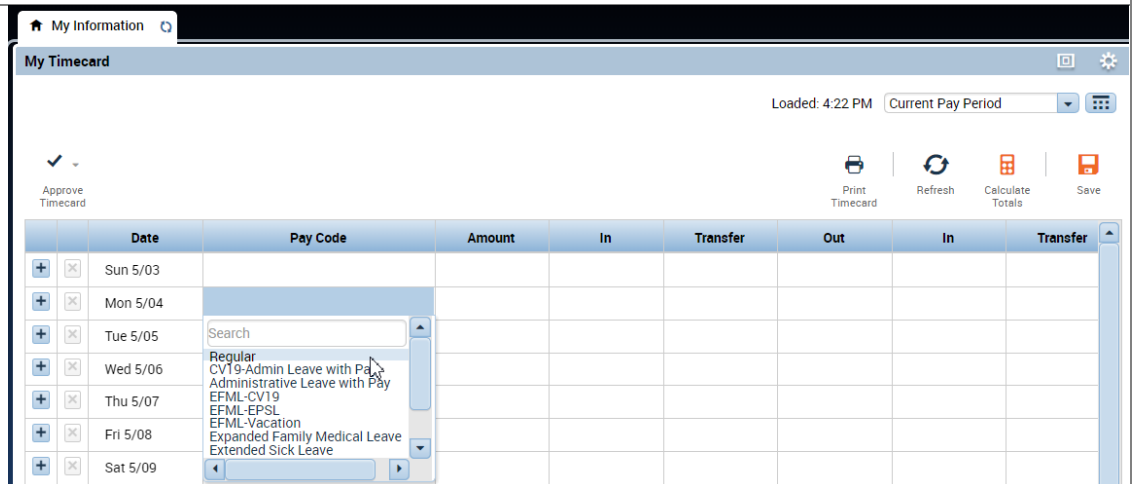 My Information
My Timecard
Loaded: 4:22 PM Current Pay Period
Approve Timecard
Print Timecard
Refresh
Calculate Totals
Save
Date Pay Code Amount In Transfer Out In Transfer
Sun 5/03
Mon 5/04
Search
Tue 5/05
Regular
Wed 5/06
CV19-Admin Leave with Pay
Administrative Leave with Pay
EFML-CV19
Thu 5/07
EFML-EPSL
EFML-Vacation
Fri 5/08
Expanded Family Medical Leave
Extended Sick Leave
Sat 5/09